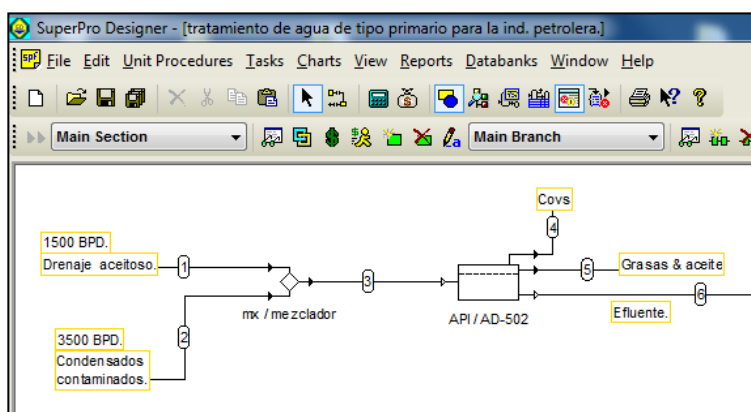 SuperPro Designer - [tratamiento de agua de tipo primario para la ind. petrolera.]
File Edit Unit Procedures Tasks Charts View Reports Databanks Window Help
Main Section
Main Branch
Covs
4
1500 BPD.
Drenaje aceitoso.
1
3
5
Grasas & aceite
6
mx / mezclador
API / AD-502
Efluente.
2
3500 BPD.
Condensados
contaminados.